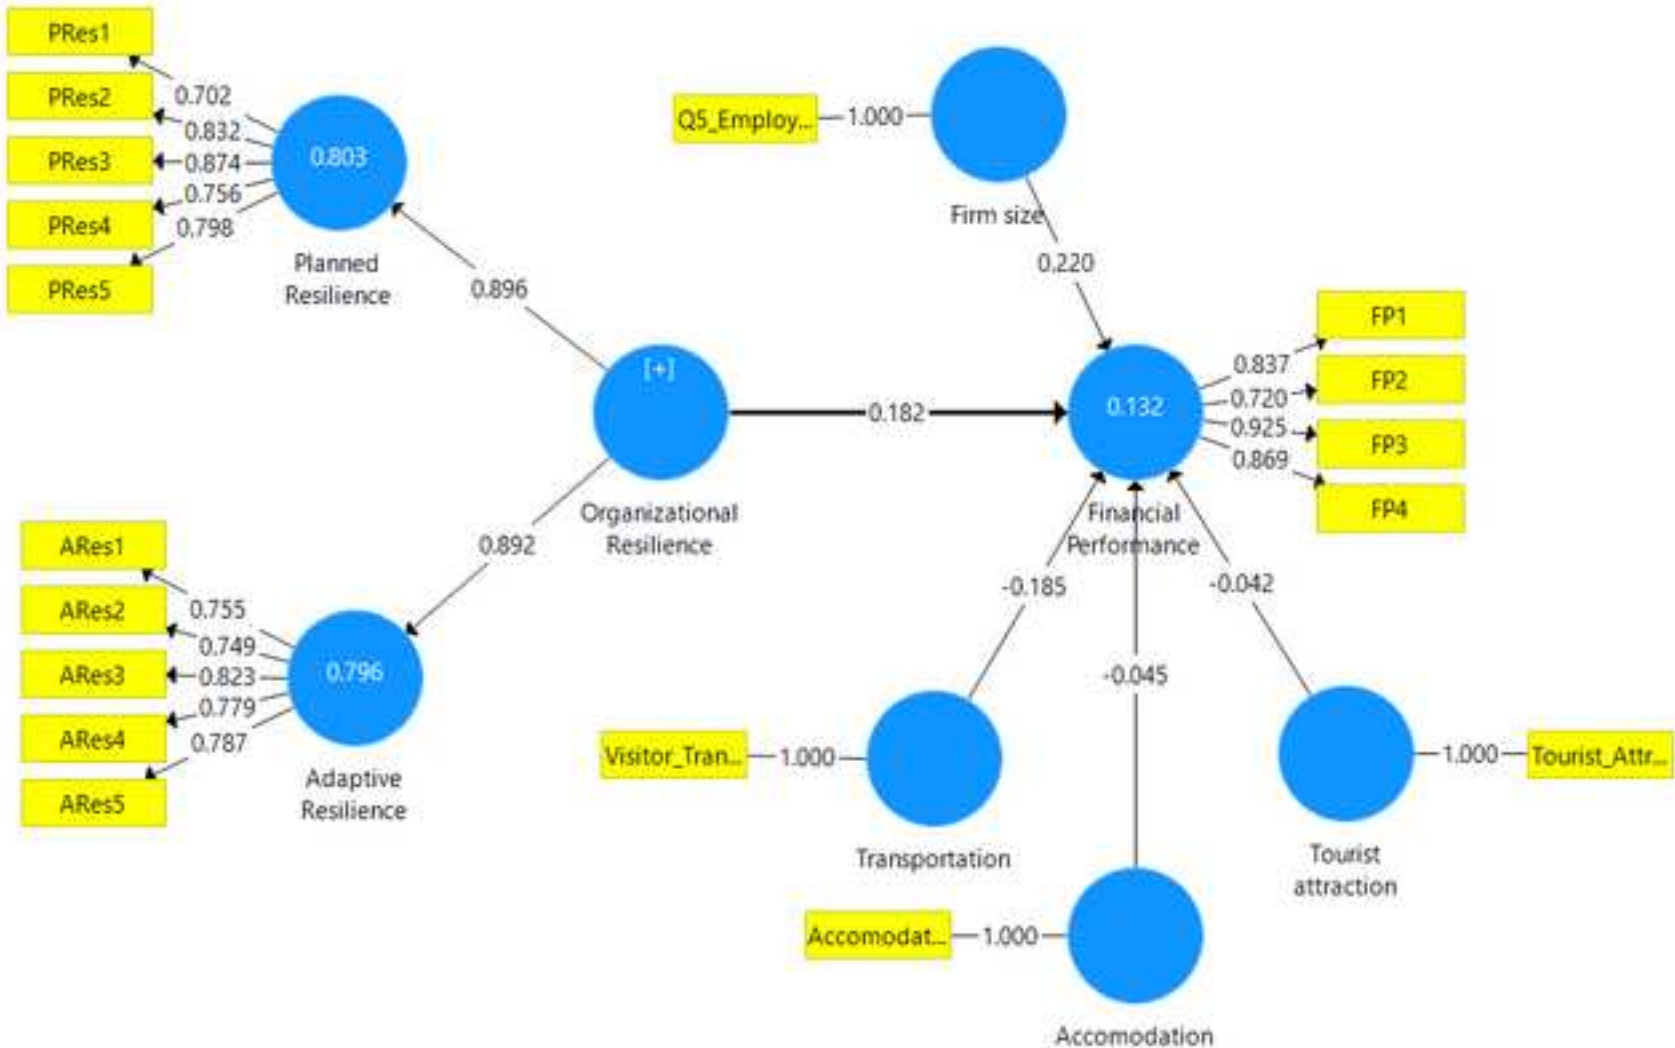 PRes1
PRes2
PRes3
PRes4
PRes5
0.702
0.832
0.874
0.756
0.798
0.803
Planned
Resilience
0.896
Q5_Employ...
1.000
Firm size
0.220
[+]
Organizational
Resilience
0.182
0.132
Financial
Performance
0.837
0.720
0.925
0.869
FP1
FP2
FP3
FP4
0.892
ARes1
ARes2
ARes3
ARes4
ARes5
0.755
0.749
0.823
0.779
0.787
0.796
Adaptive
Resilience
-0.185
-0.045
-0.042
Visitor_Tran...
1.000
Transportation
Accomodat...
1.000
Accomodation
Tourist
attraction
1.000
Tourist_Attr...